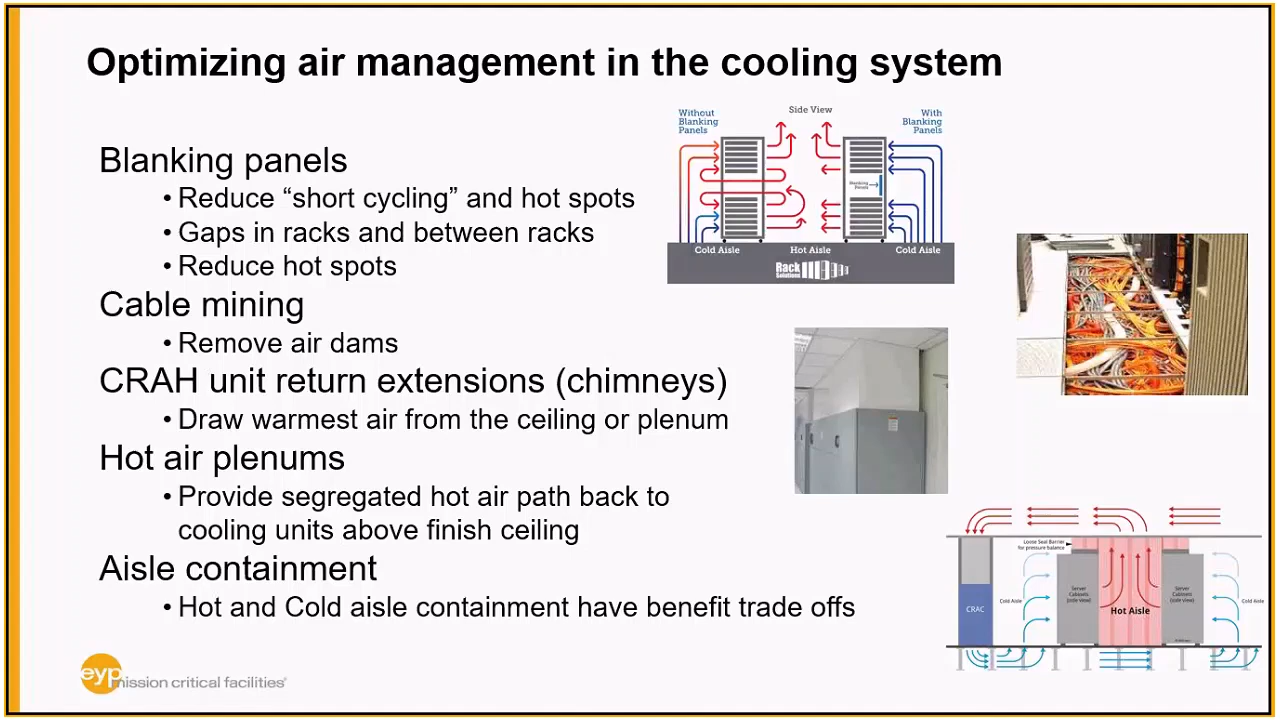 Optimizing air management in the cooling system
Blanking panels
• Reduce “short cycling” and hot spots
• Gaps in racks and between racks
• Reduce hot spots
Cable mining
• Remove air dams
CRAH unit return extensions (chimneys)
• Draw warmest air from the ceiling or plenum
Hot air plenums
• Provide segregated hot air path back to
cooling units above finish ceiling
Aisle containment
• Hot and Cold aisle containment have benefit trade offs
Without
Blanking
Panels
Side View
With
Blanking
Panels
Blanking
Panels
Cold Aisle
Hot Aisle
Cold Aisle
Rack
Solutions
Loose Seal Barrier
for pressure balance
CRAC
Cold Aisle
Server
Cabinets
(side view)
Hot Aisle
Server
Cabinets
(side view)
Cold Aisle
eyp
mission critical facilities